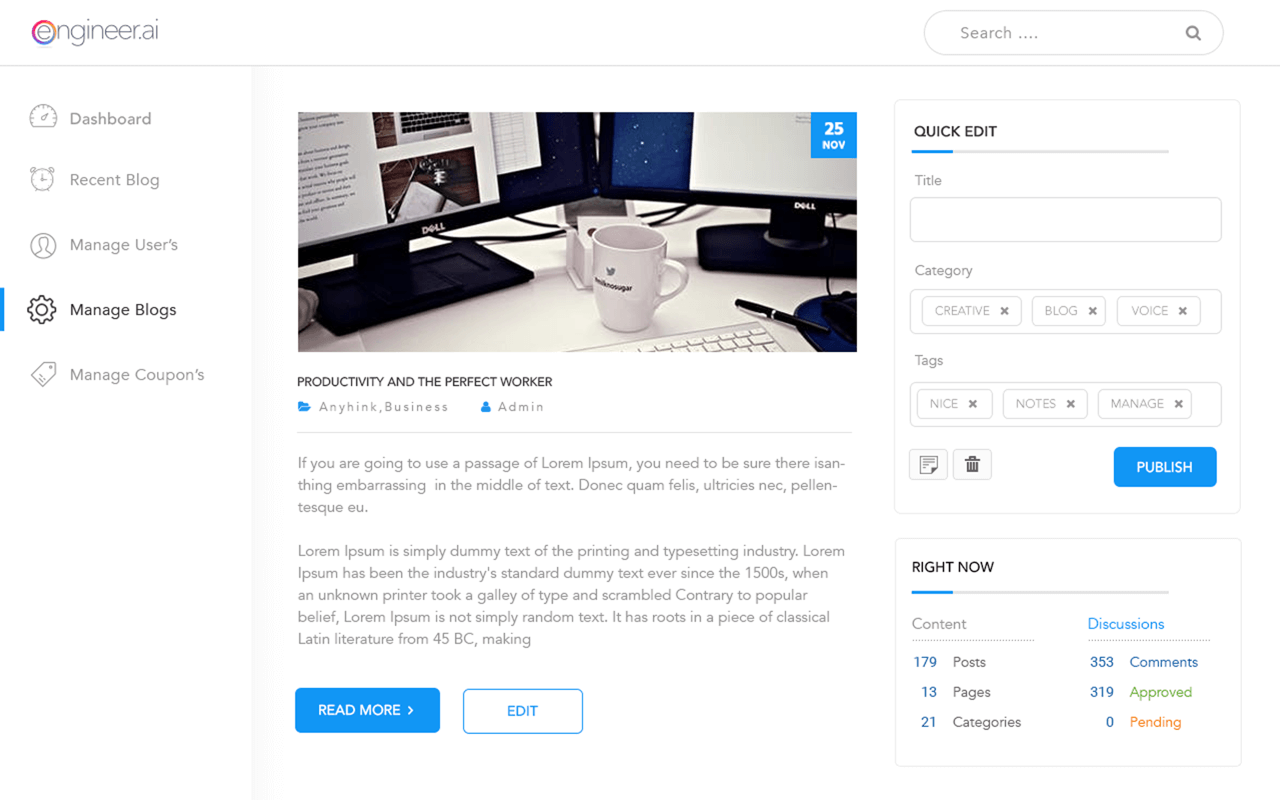 engineer.ai
Search ....
Dashboard
Recent Blog
Manage User's
Manage Blogs
Manage Coupon's
25
NOV
DELL
DELL
PRODUCTIVITY AND THE PERFECT WORKER
Anyhink,Business
Admin
If you are going to use a passage of Lorem Ipsum, you need to be sure there isan-
thing embarrassing in the middle of text. Donec quam felis, ultricies nec, pellen-
tesque eu.
Lorem Ipsum is simply dummy text of the printing and typesetting industry. Lorem
Ipsum has been the industry's standard dummy text ever since the 1500s, when
an unknown printer took a galley of type and scrambled Contrary to popular
belief, Lorem Ipsum is not simply random text. It has roots in a piece of classical
Latin literature from 45 BC, making
READ MORE
EDIT
QUICK EDIT
Title
Category
CREATIVE BLOG VOICE
Tags
NICE NOTES MANAGE
PUBLISH
RIGHT NOW
Content
179 Posts
13 Pages
21 Categories
Discussions
353 Comments
319 Approved
0 Pending